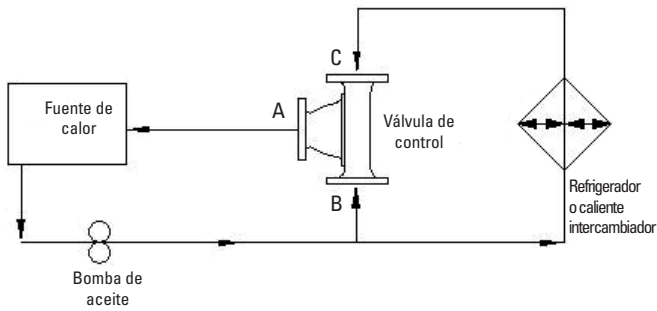 C
Fuente de
calor
A
Válvula de
control
B
Refrigerador
o caliente
intercambiador
Bomba de
aceite